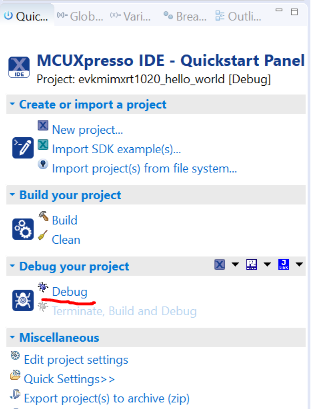 Quic... Glob... Vari... Brea... Outli...
IDE
MCUXpresso IDE - Quickstart Panel
Project: evkmimxrt1020_hello_world [Debug]
Create or import a project
New project...
Import SDK example(s)...
Import project(s) from file system...
Build your project
Build
Clean
Debug your project
Debug
Terminate, Build and Debug
Miscellaneous
Edit project settings
Quick Settings>>
Export project(s) to archive (zip)